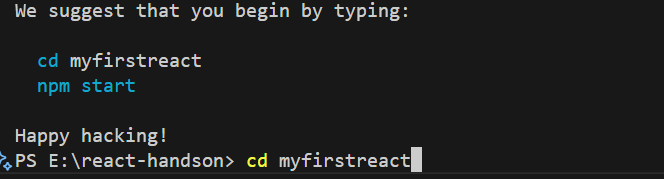 We suggest that you begin by typing:
cd myfirstreact
npm start
Happy hacking!
PS E:\react-handson> cd myfirstreact